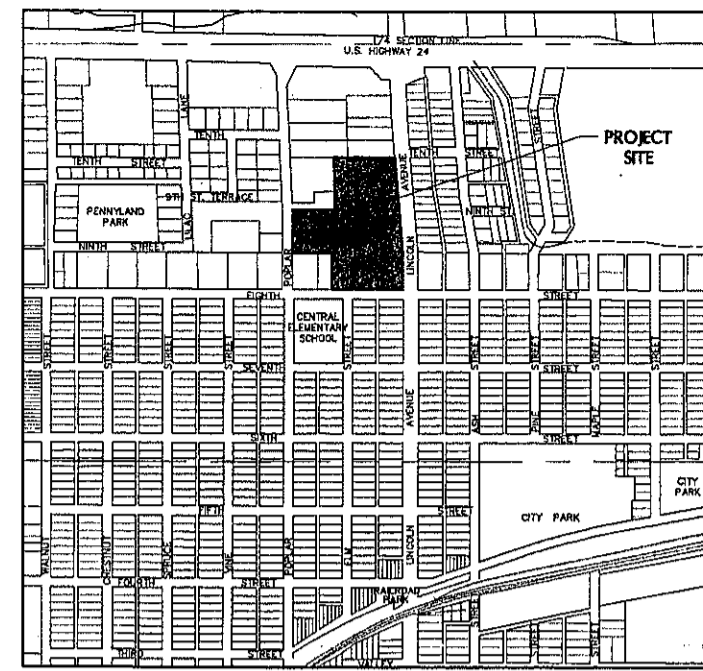 1/4 SECTION LINE
U.S. HIGHWAY 24
LANE
TENTH
TENTH
STREET
9TH ST. TERRACE
PENNYLAND
PARK
LILAC
NINTH
STREET
POPLAR
AVENUE
TENTH
STREET
STREET
NINTH ST.
LINCOLN
PROJECT
SITE
EIGHTH
STREET
CENTRAL
ELEMENTARY
SCHOOL
STREET
STREET
STREET
STREET
STREET
STREET
STREET
STREET
STREET
SEVENTH
AVENUE
ASH
PINE
MAPLE
SIXTH
STREET
FIFTH
STREET
CITY PARK
CITY
PARK
WALNUT
CHESTNUT
SPRUCE
VINE
POPLAR
ELM
LINCOLN
FOURTH
STREET
RAILROAD
PARK
THIRD
STREET
VALLEY
STREET
STREET